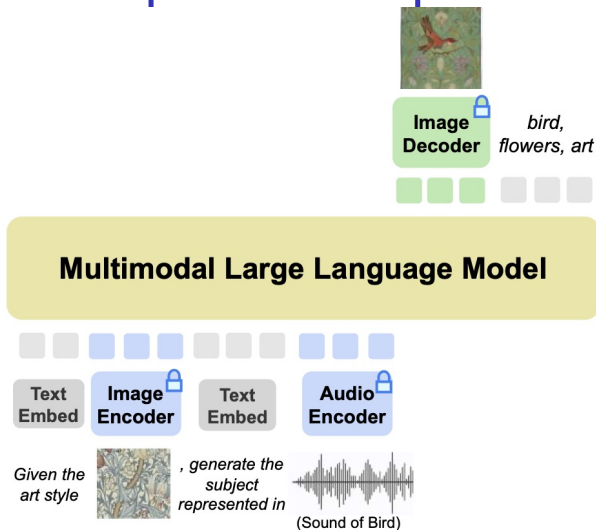 Image
Decoder
bird,
flowers, art
Multimodal Large Language Model
Text
Embed
Image
Encoder
Text
Embed
Audio
Encoder
Given the
art style
, generate the
subject
represented in
(Sound of Bird)